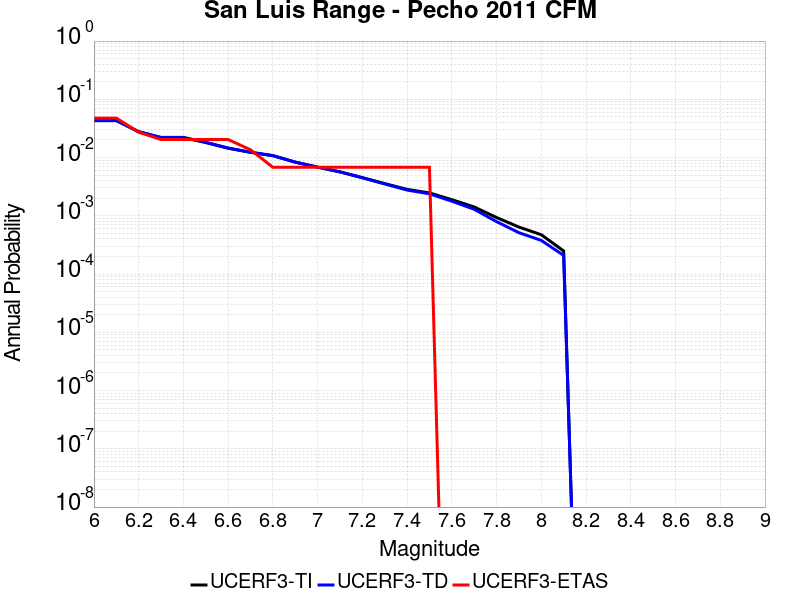 San Luis Range - Pecho 2011 CFM
10^0
10^-1
10^-2
10^-3
10^-4
10^-5
10^-6
10^-7
10^-8
Annual Probability
6 6.2 6.4 6.6 6.8 7 7.2 7.4 7.6 7.8 8 8.2 8.4 8.6 8.8 9
Magnitude
UCERF3-TI UCERF3-TD UCERF3-ETAS